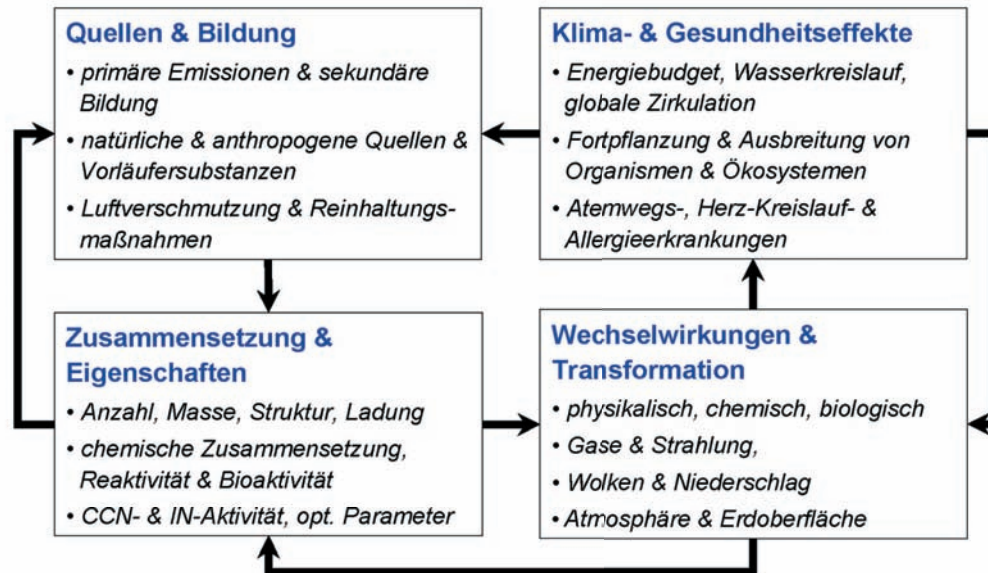 Quellen & Bildung
• primäre Emissionen & sekundäre
Bildung
• natürliche & anthropogene Quellen &
Vorläufersubstanzen
• Luftverschmutzung & Reinhaltungs-
maßnahmen
Klima- & Gesundheitseffekte
• Energiebudget, Wasserkreislauf,
globale Zirkulation
• Fortpflanzung & Ausbreitung von
Organismen & Ökosystemen
• Atemwegs-, Herz-Kreislauf- &
Allergieerkrankungen
Zusammensetzung &
Eigenschaften
• Anzahl, Masse, Struktur, Ladung
• chemische Zusammensetzung,
Reaktivität & Bioaktivität
• CCN- & IN-Aktivität, opt. Parameter
Wechselwirkungen &
Transformation
• physikalisch, chemisch, biologisch
• Gase & Strahlung,
• Wolken & Niederschlag
• Atmosphäre & Erdoberfläche